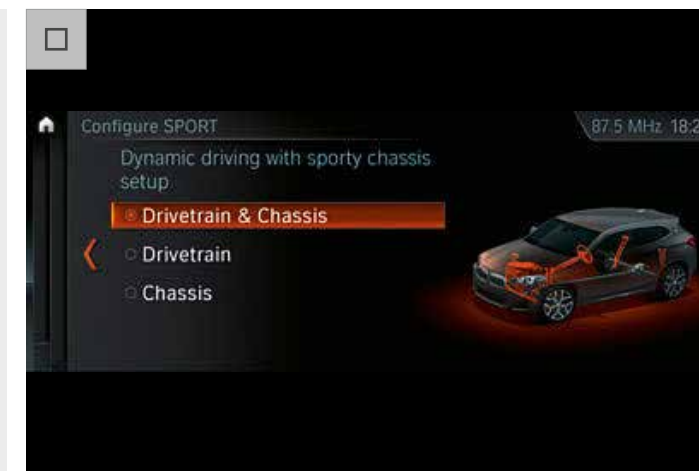 Configure SPORT
87.5 MHz 18:2
Dynamic driving with sporty chassis
setup
Drivetrain & Chassis
Drivetrain
Chassis